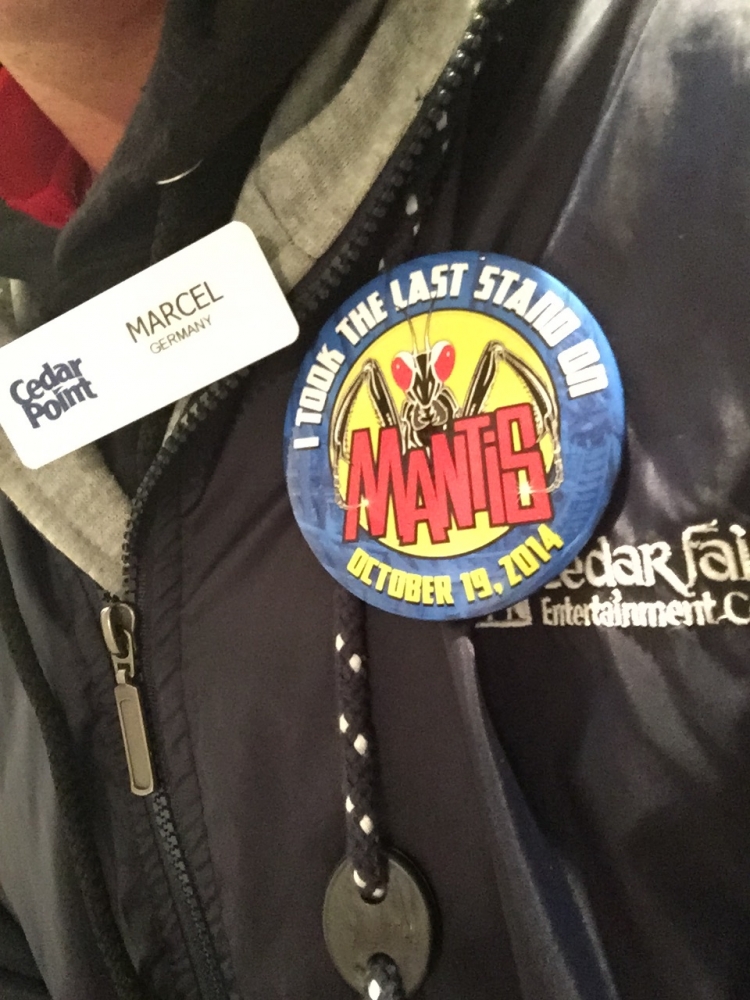 MARCEL
GERMANY
Cedar
Point
I TOOK THE LAST STAND ON
MANTIS
OCTOBER 19, 2014
Entertainment